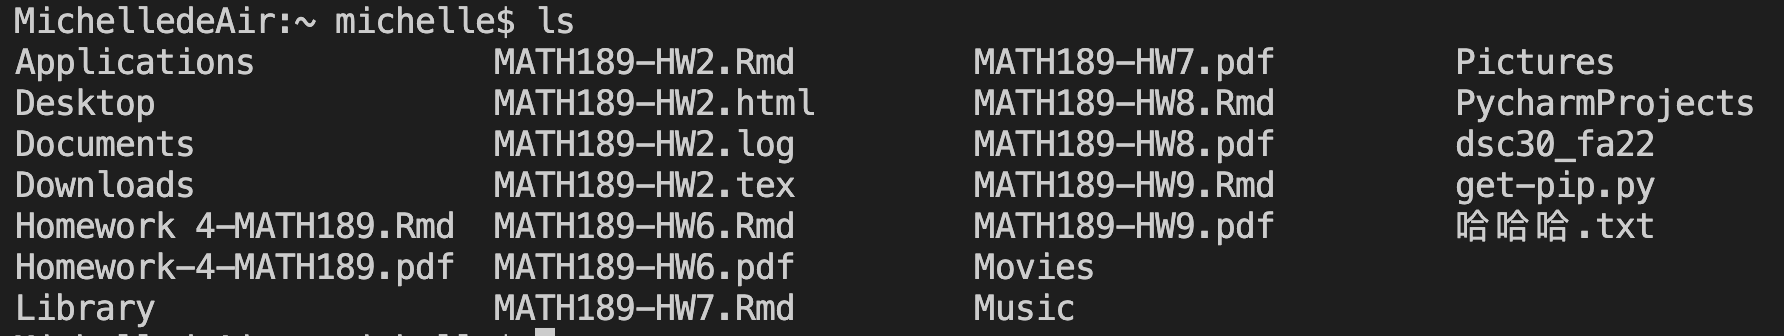 MichelledeAir:~ michelle$ ls
Applications MATH189-HW2.Rmd MATH189-HW7.pdf Pictures
Desktop MATH189-HW2.html MATH189-HW8.Rmd PycharmProjects
Documents MATH189-HW2.log MATH189-HW8.pdf dsc30_fa22
Downloads MATH189-HW2.tex MATH189-HW9.Rmd get-pip.py
Homework 4-MATH189.Rmd MATH189-HW6.Rmd MATH189-HW9.pdf 哈哈哈.txt
Homework-4-MATH189.pdf MATH189-HW6.pdf Movies
Library MATH189-HW7.Rmd Music